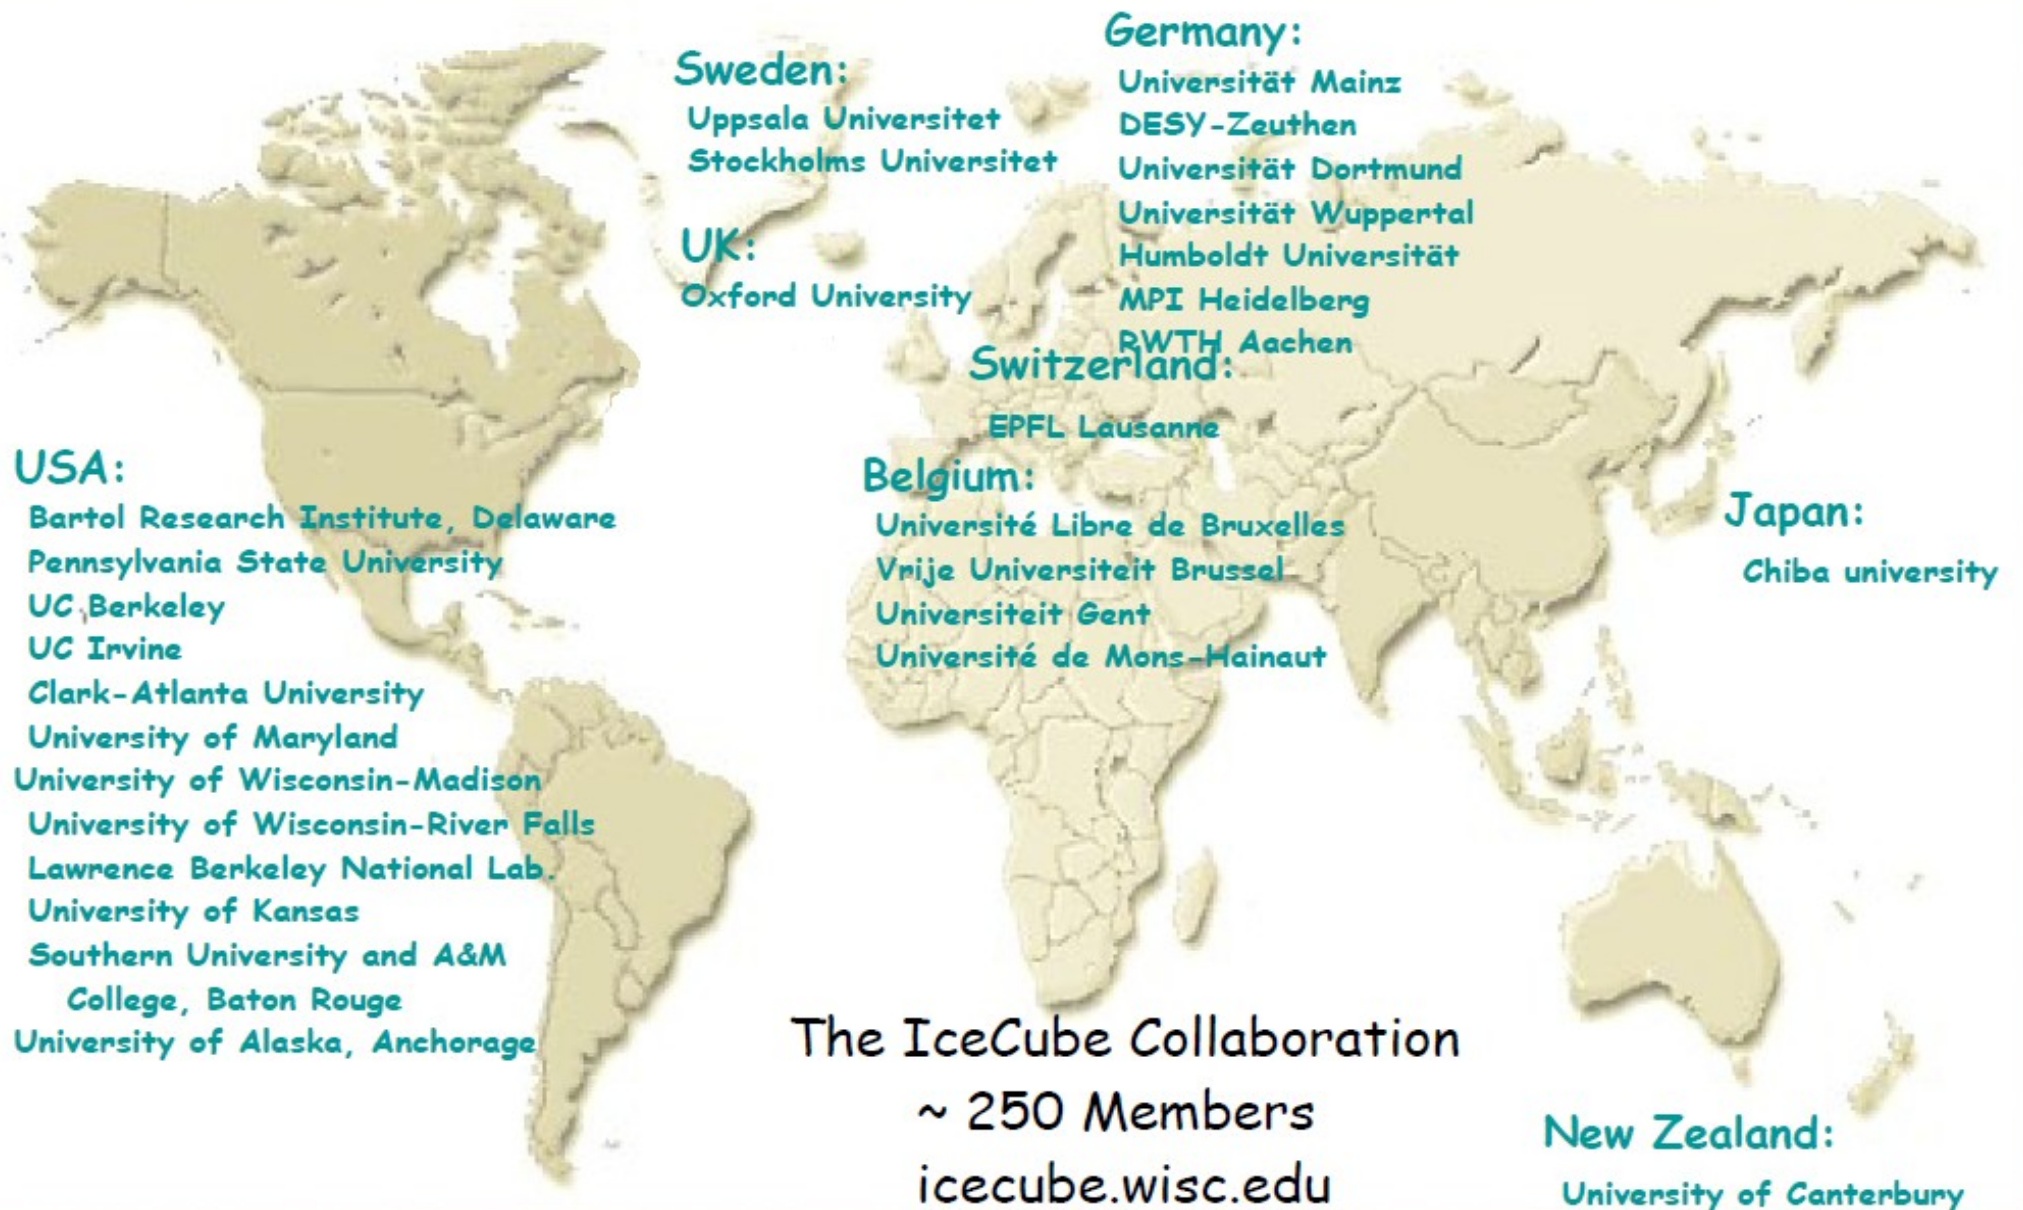 Germany:
Universität Mainz
DESY-Zeuthen
Universität Dortmund
Universität Wuppertal
Humboldt Universität
MPI Heidelberg
RWTH Aachen
Sweden:
Uppsala Universitet
Stockholms Universitet
UK:
Oxford University
Switzerland:
EPFL Lausanne
Belgium:
Université Libre de Bruxelles
Vrije Universiteit Brussel
Universiteit Gent
Université de Mons-Hainaut
USA:
Bartol Research Institute, Delaware
Pennsylvania State University
UC Berkeley
UC Irvine
Clark-Atlanta University
University of Maryland
University of Wisconsin-Madison
University of Wisconsin-River Falls
Lawrence Berkeley National Lab.
University of Kansas
Southern University and A&M
College, Baton Rouge
University of Alaska, Anchorage
Japan:
Chiba university
The IceCube Collaboration
~ 250 Members
icecube.wisc.edu
New Zealand:
University of Canterbury